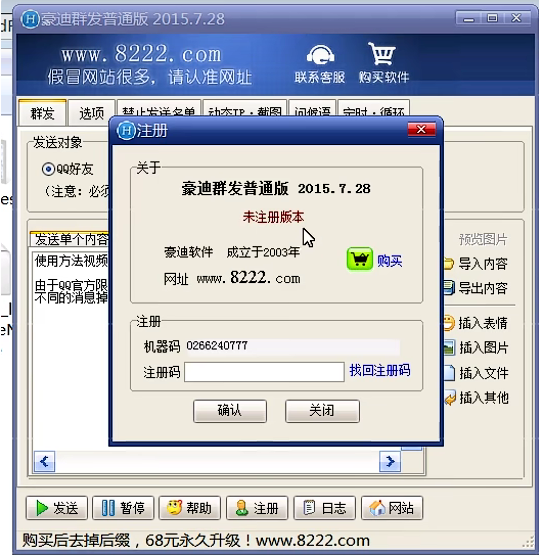 豪迪群发普通版 2015.7.28
www.8222.com
假冒网站很多，请认准网址
联系客服
购买软件
群发
选项
禁止发送名单
动态IP·截图
问候语
定时·循环
注册
发送对象
QQ好友
（注意：必须
关于
豪迪群发普通版 2015.7.28
未注册版本
豪迪软件 成立于2003年
网址 www.8222.com
购买
发送单个内容
使用方法视频
由于QQ官方限
不同的消息掉
预览图片
导入内容
导出内容
插入表情
插入图片
插入文件
插入其他
注册
机器码 0266240777
注册码
找回注册码
确认
关闭
发送
暂停
帮助
注册
日志
网站
购买后去掉后缀，68元永久升级！www.8222.com